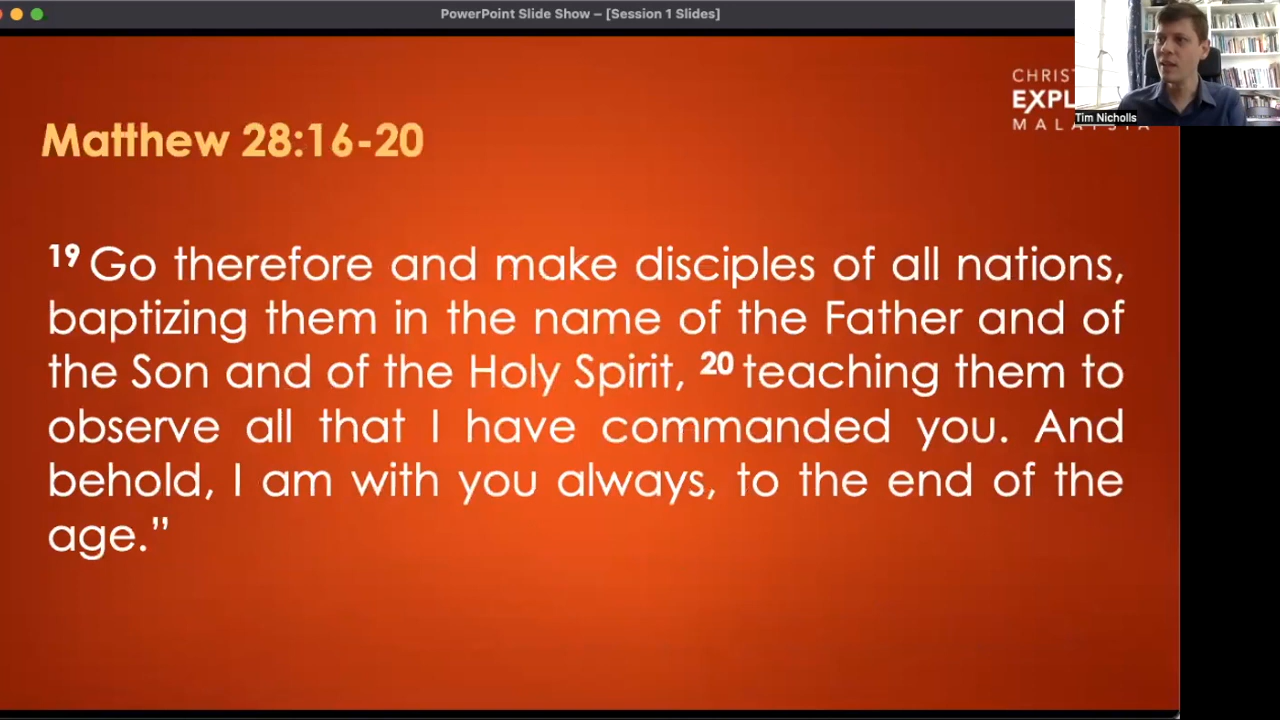 PowerPoint Slide Show – [Session 1 Slides]
CHRIST
EXPL
MALAYSIA
Tim Nicholls
Matthew 28:16-20
19 Go therefore and make disciples of all nations,
baptizing them in the name of the Father and of
the Son and of the Holy Spirit, 20 teaching them to
observe all that I have commanded you. And
behold, I am with you always, to the end of the
age.”